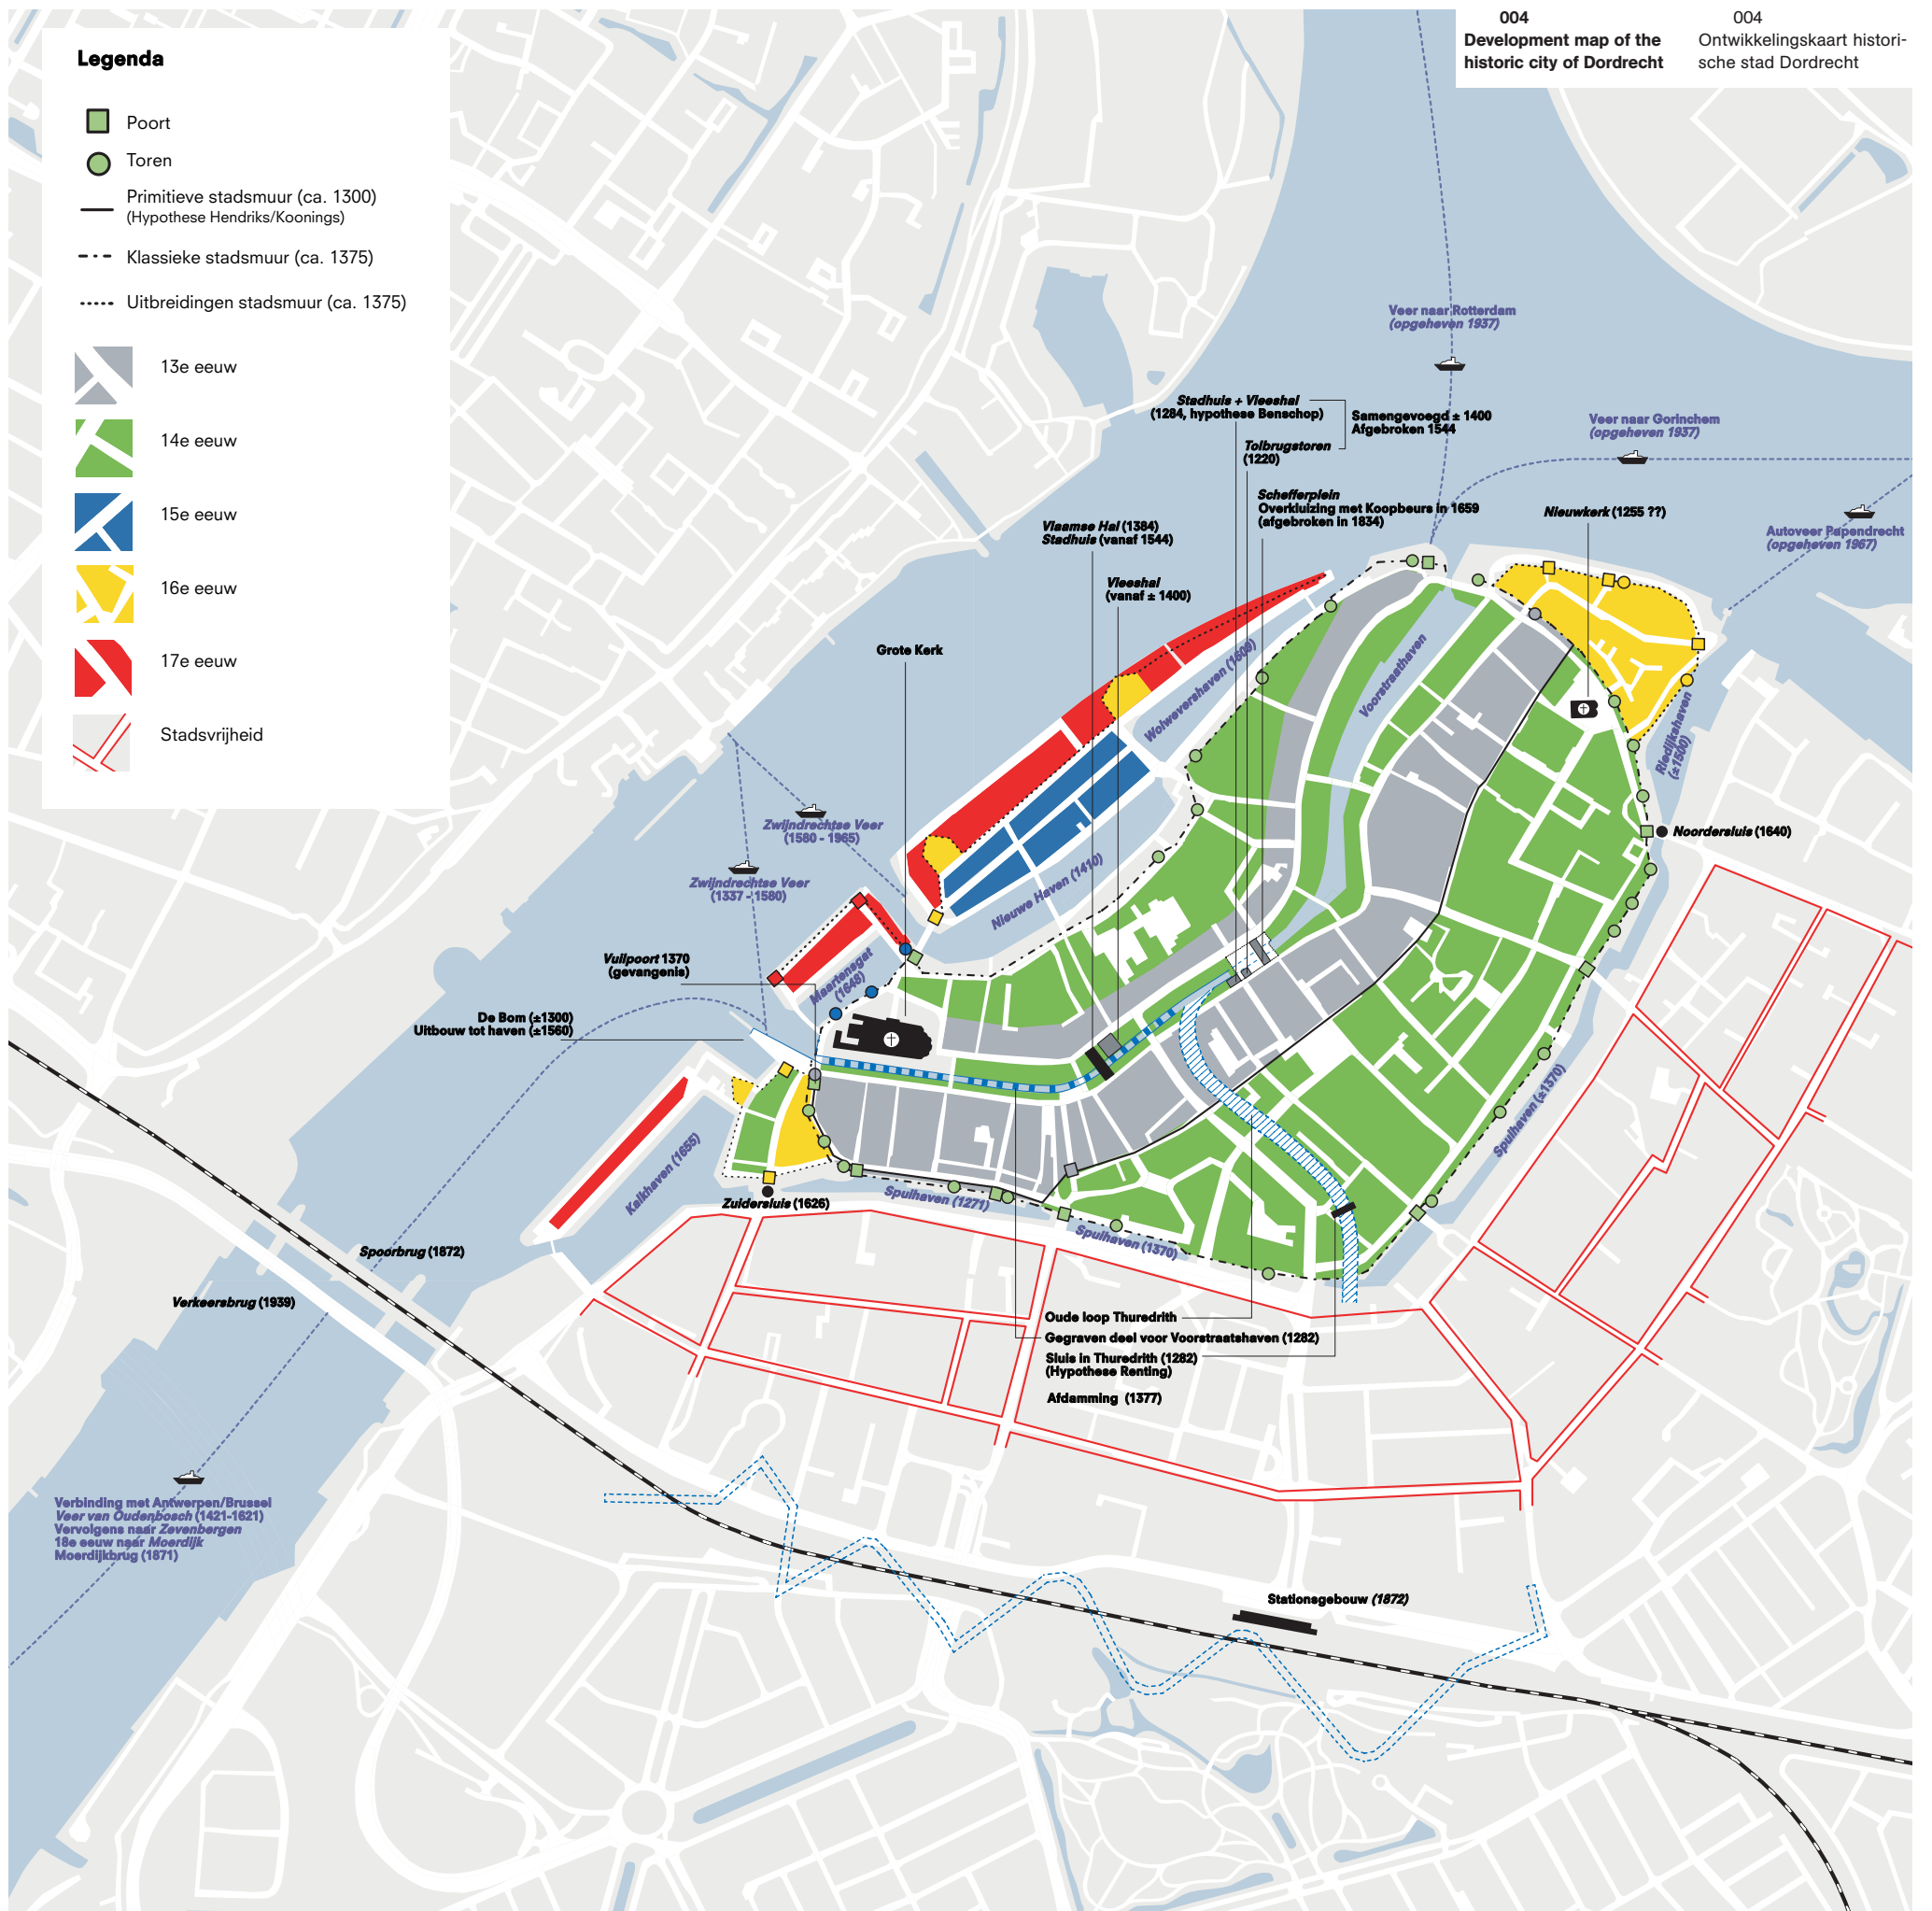 004
Development map of the
historic city of Dordrecht
004
Ontwikkelingskaart histori-
sche stad Dordrecht
Legenda
Poort
Toren
Primitieve stadsmuur (ca. 1300)
(Hypothese Hendriks/Koonings)
Klassieke stadsmuur (ca. 1375)
Uitbreidingen stadsmuur (ca. 1375)
13e eeuw
14e eeuw
15e eeuw
16e eeuw
17e eeuw
Stadsvrijheid
Veer naar Rotterdam
(opgeheven 1937)
Stadhuis + Vleeshal
(1284, hypothese Benschop)
Samengevoegd ± 1400
Afgebroken 1544
Tolbrugstoren
(1220)
Veer naar Gorinchem
(opgeheven 1937)
Schefferplein
Overkluizing met Koopbeurs in 1659
(afgebroken in 1834)
Nieuwkerk (1255 ??)
Autoveer Papendrecht
(opgeheven 1967)
Vlaamse Hal (1384)
Stadhuis (vanaf 1544)
Vleeshal
(vanaf ± 1400)
Grote Kerk
Wolwevershaven (1609)
Voorstraathaven
Riedijkshaven
(±1500)
Zwijndrechtse Veer
(1580 - 1965)
Noordersluis (1640)
Zwijndrechtse Veer
(1337 - 1580)
Nieuwe Haven (1410)
Vuilpoort 1370
(gevangenis)
Maartensgat
(1648)
De Bom (±1300)
Uitbouw tot haven (±1560)
Spuihaven (±1370)
Kalkhaven (1655)
Zuidersluis (1626)
Spuihaven (1271)
Spuihaven (1370)
Spoorbrug (1872)
Verkeersbrug (1939)
Oude loop Thuredrith
Gegraven deel voor Voorstraatshaven (1282)
Sluis in Thuredrith (1282)
(Hypothese Renting)
Afdamming (1377)
Verbinding met Antwerpen/Brussel
Veer van Oudenbosch (1421-1621)
Vervolgens naar Zevenbergen
18e eeuw naar Moerdijk
Moerdijkbrug (1871)
Stationsgebouw (1872)